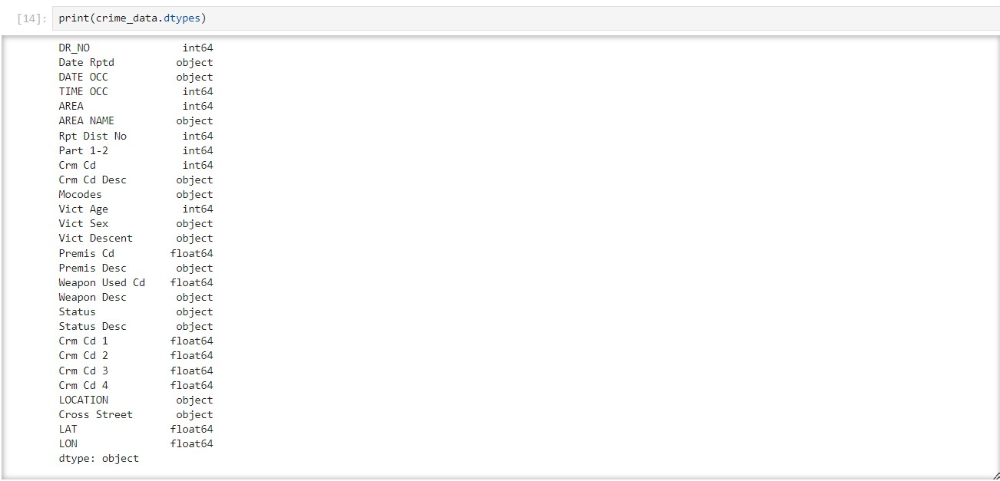 [14]: print(crime_data.dtypes)
DR_NO               int64
Date Rptd          object
DATE OCC           object
TIME OCC            int64
AREA                int64
AREA NAME          object
Rpt Dist No         int64
Part 1-2            int64
Crm Cd              int64
Crm Cd Desc        object
Mocodes            object
Vict Age            int64
Vict Sex           object
Vict Descent       object
Premis Cd         float64
Premis Desc        object
Weapon Used Cd    float64
Weapon Desc        object
Status             object
Status Desc        object
Crm Cd 1          float64
Crm Cd 2          float64
Crm Cd 3          float64
Crm Cd 4          float64
LOCATION           object
Cross Street       object
LAT               float64
LON               float64
dtype: object